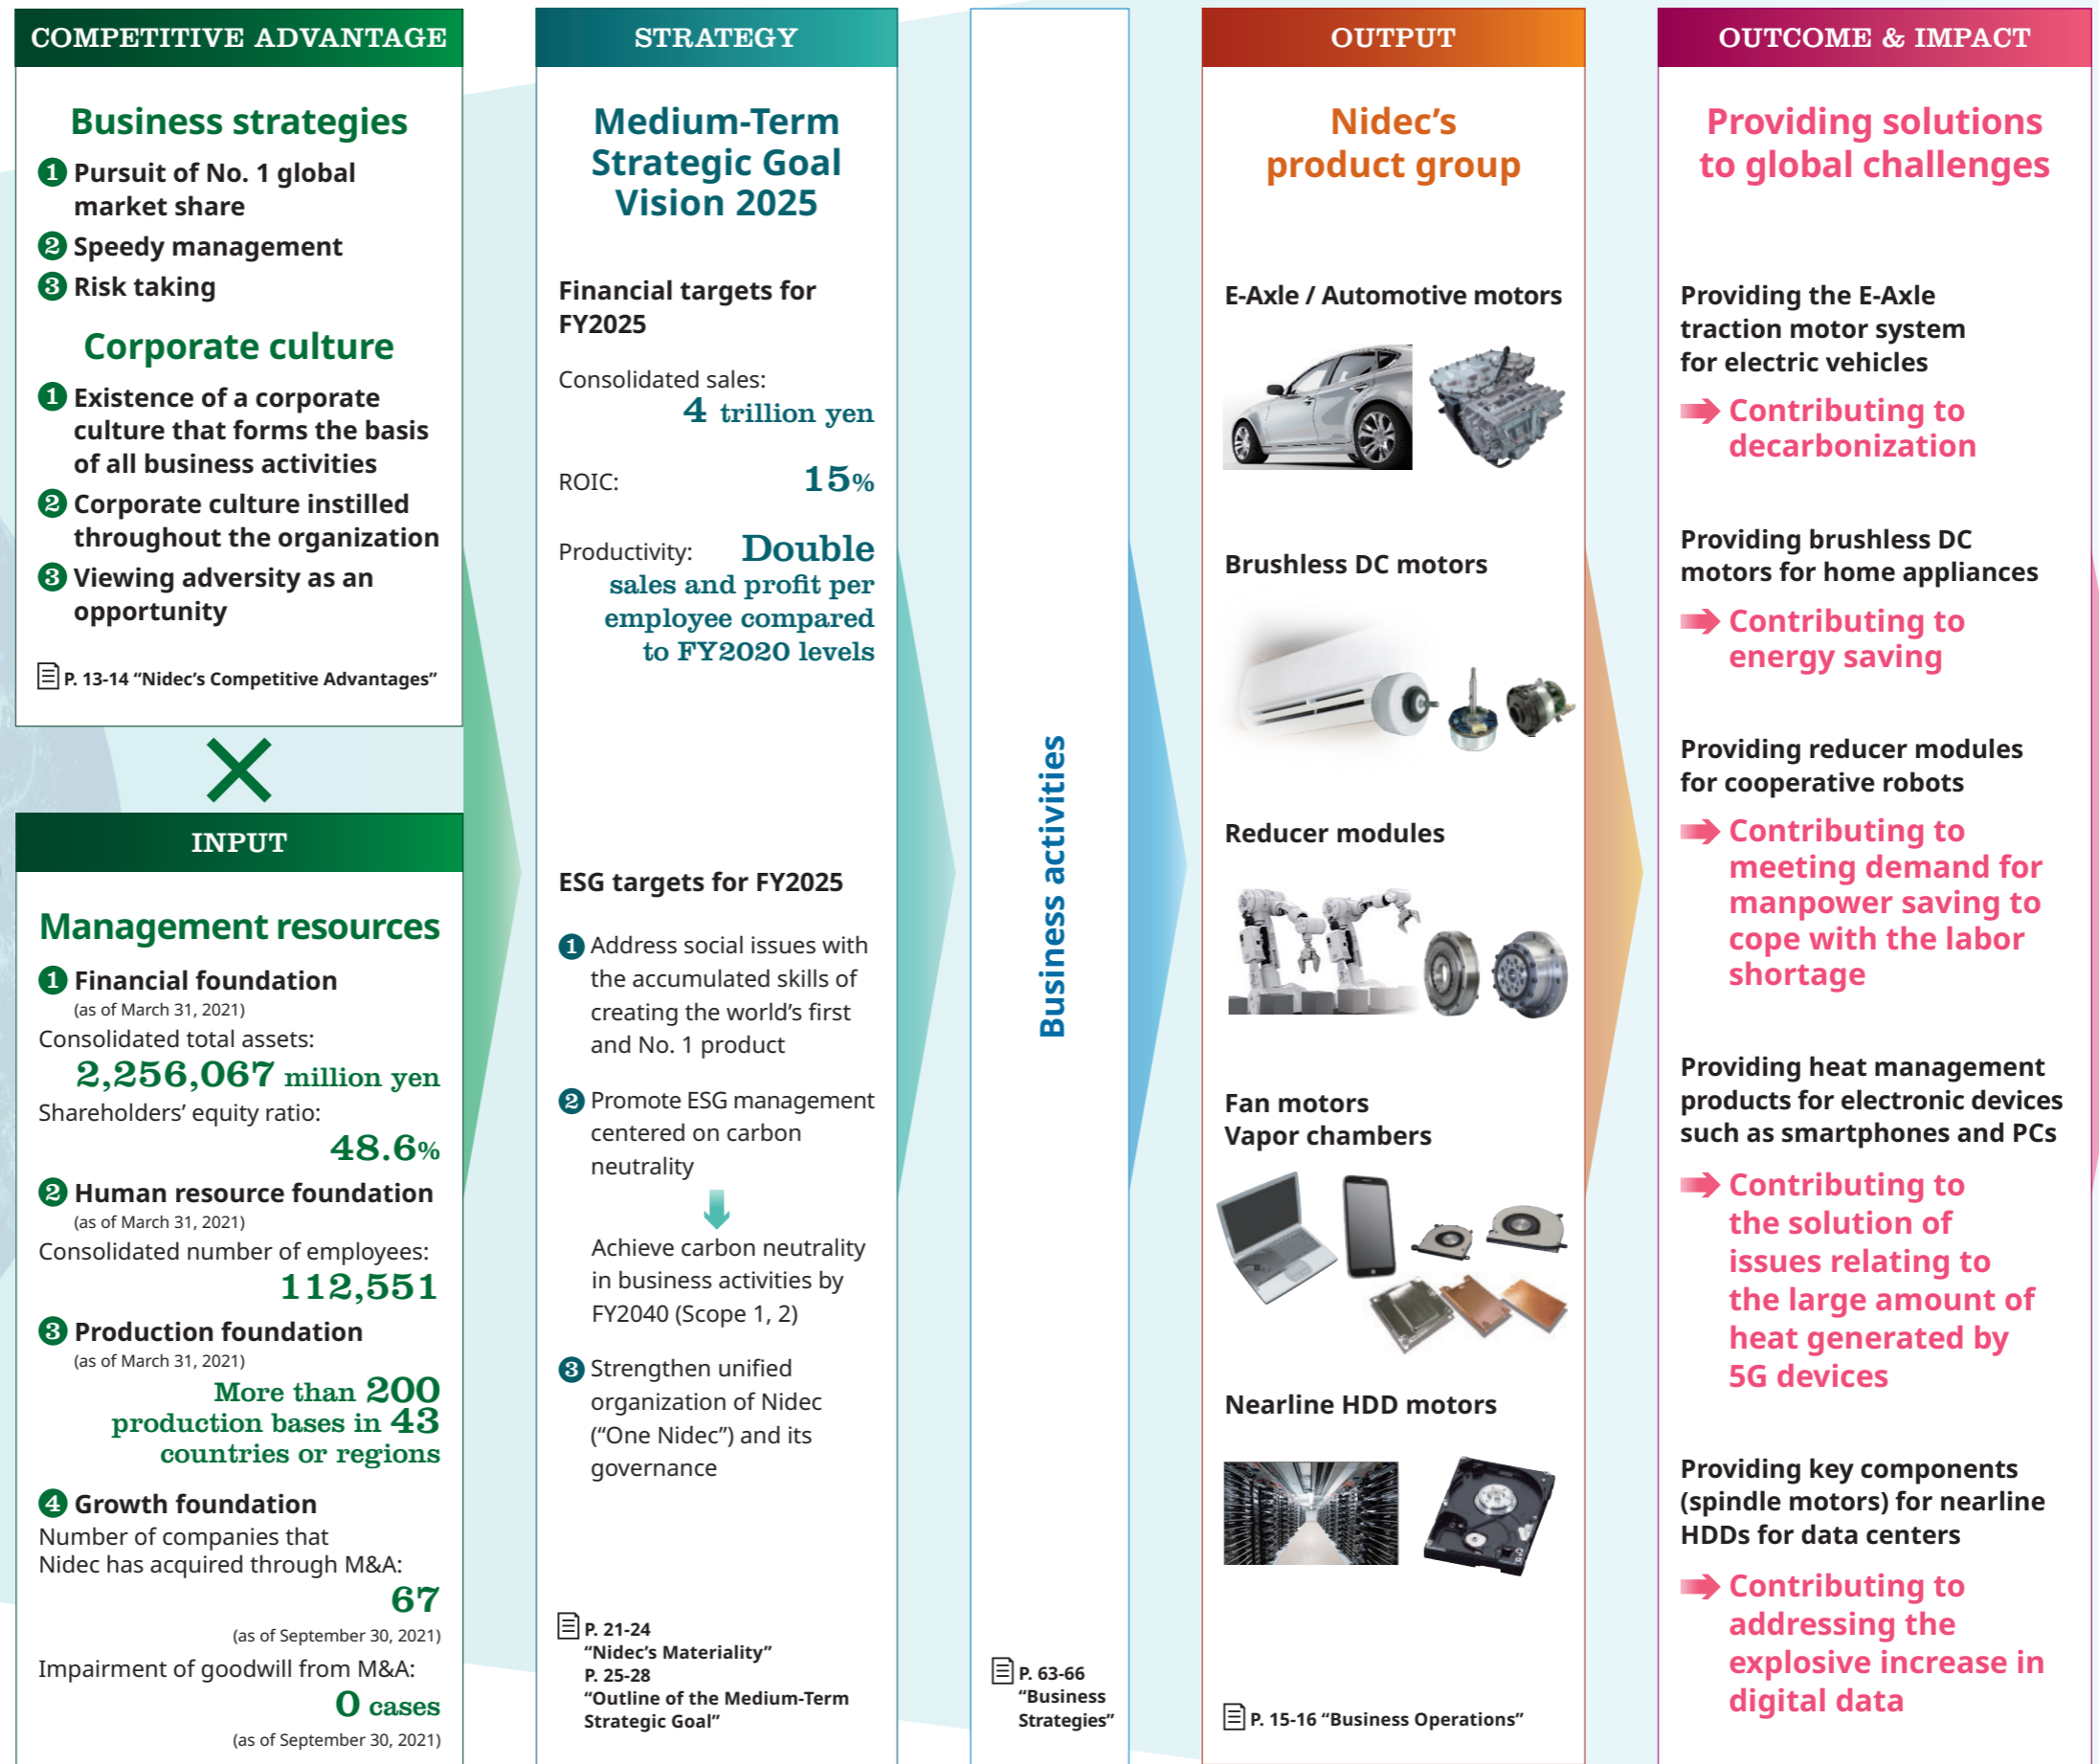 COMPETITIVE ADVANTAGE
Business strategies
1 Pursuit of No. 1 global
market share
2 Speedy management
3 Risk taking
Corporate culture
1 Existence of a corporate
culture that forms the basis
of all business activities
2 Corporate culture instilled
throughout the organization
3 Viewing adversity as an
opportunity
P. 13-14 “Nidec’s Competitive Advantages”
INPUT
Management resources
1 Financial foundation
(as of March 31, 2021)
Consolidated total assets:
2,256,067 million yen
Shareholders’ equity ratio:
48.6%
2 Human resource foundation
(as of March 31, 2021)
Consolidated number of employees:
112,551
3 Production foundation
(as of March 31, 2021)
More than 200
production bases in 43
countries or regions
4 Growth foundation
Number of companies that
Nidec has acquired through M&A:
67
(as of September 30, 2021)
Impairment of goodwill from M&A:
0 cases
(as of September 30, 2021)
STRATEGY
Medium-Term
Strategic Goal
Vision 2025
Financial targets for
FY2025
Consolidated sales:
4 trillion yen
ROIC: 15%
Productivity: Double
sales and profit per
employee compared
to FY2020 levels
ESG targets for FY2025
1 Address social issues with
the accumulated skills of
creating the world’s first
and No. 1 product
2 Promote ESG management
centered on carbon
neutrality
Achieve carbon neutrality
in business activities by
FY2040 (Scope 1, 2)
3 Strengthen unified
organization of Nidec
(“One Nidec”) and its
governance
P. 21-24
“Nidec’s Materiality”
P. 25-28
“Outline of the Medium-Term
Strategic Goal”
Business activities
P. 63-66
“Business
Strategies”
OUTPUT
Nidec’s
product group
E-Axle / Automotive motors
Brushless DC motors
Reducer modules
Fan motors
Vapor chambers
Nearline HDD motors
P. 15-16 “Business Operations”
OUTCOME & IMPACT
Providing solutions
to global challenges
Providing the E-Axle
traction motor system
for electric vehicles
Contributing to
decarbonization
Providing brushless DC
motors for home appliances
Contributing to
energy saving
Providing reducer modules
for cooperative robots
Contributing to
meeting demand for
manpower saving to
cope with the labor
shortage
Providing heat management
products for electronic devices
such as smartphones and PCs
Contributing to
the solution of
issues relating to
the large amount of
heat generated by
5G devices
Providing key components
(spindle motors) for nearline
HDDs for data centers
Contributing to
addressing the
explosive increase in
digital data